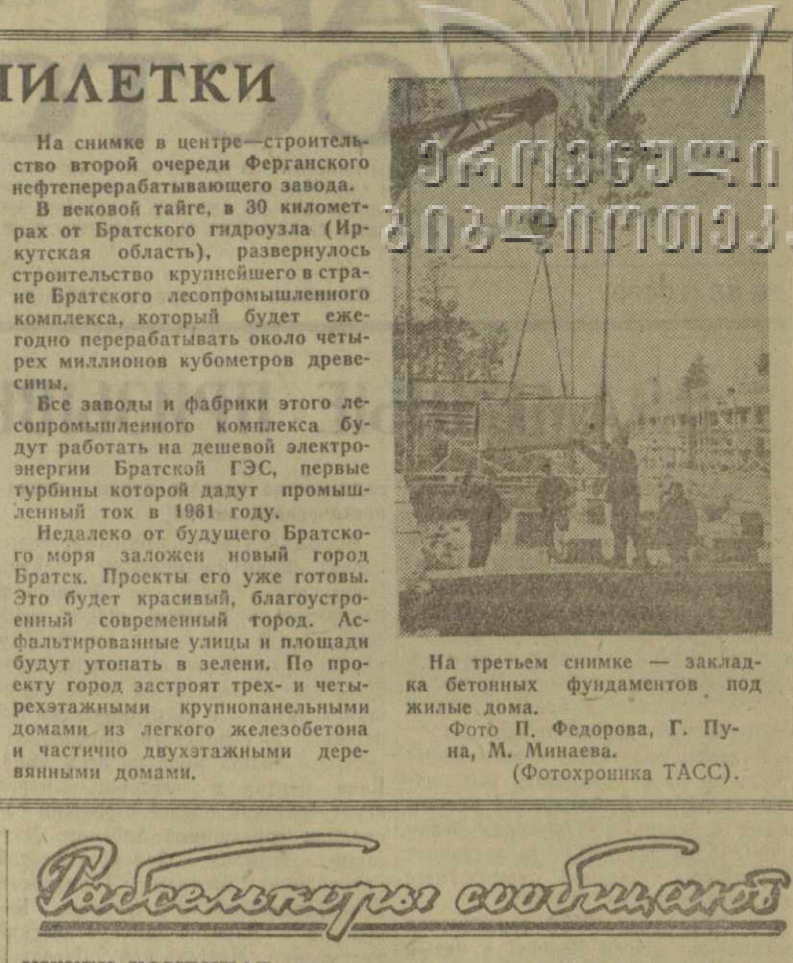 ИЛЕТКИ
На снимке в центре—строитель-
ство второй очереди Ферганского
нефтеперерабатывающего завода.
В вековой тайге, в 30 километ-
рах от Братского гидроузла (Ир-
кутская область), развернулось
строительство крупнейшего в стра-
не Братского лесопромышленного
комплекса, который будет еже-
годно перерабатывать около четы-
рех миллионов кубометров древе-
сины.
Все заводы и фабрики этого ле-
сопромышленного комплекса бу-
дут работать на дешевой электро-
энергии Братской ГЭС, первые
турбины которой дадут промыш-
ленный ток в 1961 году.
Недалеко от будущего Братско-
го моря заложен новый город
Братск. Проекты его уже готовы.
Это будет красивый, благоустро-
енный современный город. Ас-
фальтированные улицы и площади
будут утопать в зелени. По про-
екту город застроят трех- и четы-
рехэтажными крупнопанельными
домами из легкого железобетона
и частично двухэтажными дере-
вянными домами.
ეროვნული
ბიბლიოთეკა
На третьем снимке — заклад-
ка бетонных фундаментов под
жилые дома.
Фото П. Федорова, Г. Пу-
на, М. Минаева.
(Фотохроника ТАСС).
Рабселькоры сообщают